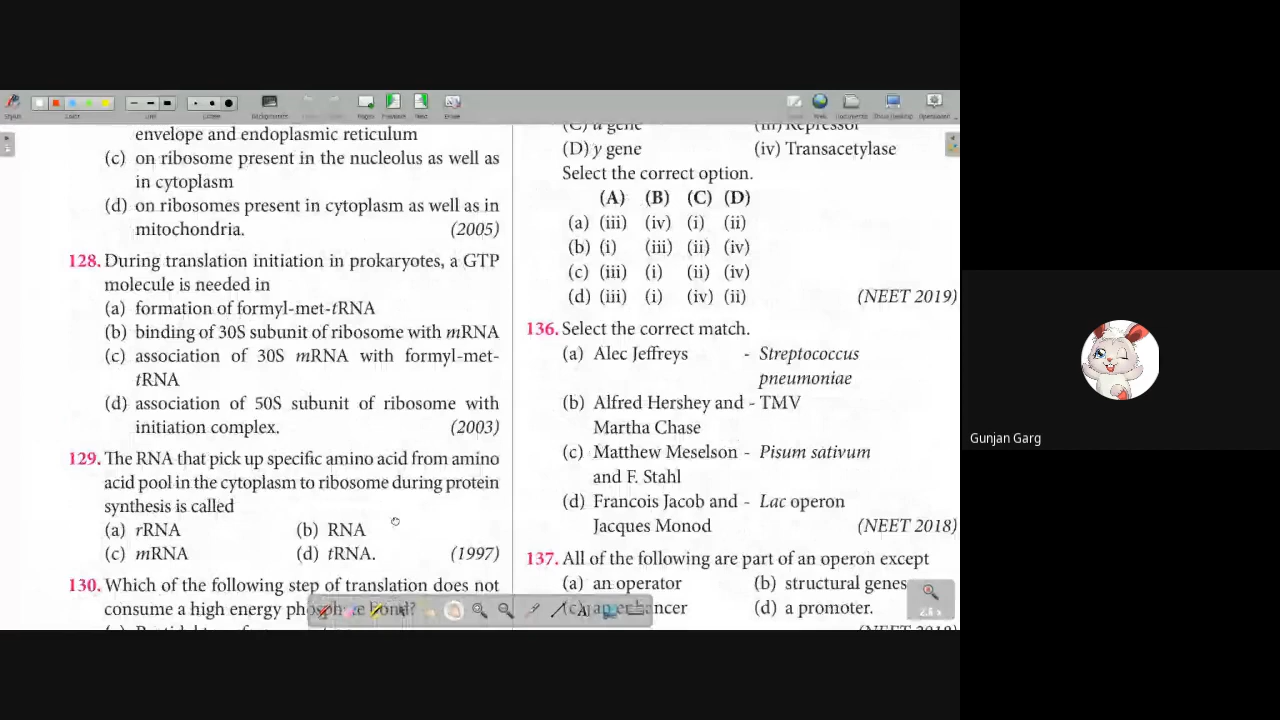 envelope and endoplasmic reticulum
(c) on ribosome present in the nucleolus as well as
in cytoplasm
(d) on ribosomes present in cytoplasm as well as in
mitochondria. (2005)
128. During translation initiation in prokaryotes, a GTP
molecule is needed in
(a) formation of formyl-met-tRNA
(b) binding of 30S subunit of ribosome with mRNA
(c) association of 30S mRNA with formyl-met-
tRNA
(d) association of 50S subunit of ribosome with
initiation complex. (2003)
129. The RNA that pick up specific amino acid from amino
acid pool in the cytoplasm to ribosome during protein
synthesis is called
(a) rRNA (b) RNA
(c) mRNA (d) tRNA. (1997)
130. Which of the following step of translation does not
consume a high energy phosphate bond?
(C) a gene (iii) Repressor
(D) y gene (iv) Transacetylase
Select the correct option.
(A) (B) (C) (D)
(a) (iii) (iv) (i) (ii)
(b) (i) (iii) (ii) (iv)
(c) (iii) (i) (ii) (iv)
(d) (iii) (i) (iv) (ii) (NEET 2019)
136. Select the correct match.
(a) Alec Jeffreys - Streptococcus
pneumoniae
(b) Alfred Hershey and - TMV
Martha Chase
(c) Matthew Meselson - Pisum sativum
and F. Stahl
(d) Francois Jacob and - Lac operon
Jacques Monod (NEET 2018)
137. All of the following are part of an operon except
(a) an operator (b) structural genes
(c) an enhancer (d) a promoter.
(NEET 2018)
Gunjan Garg